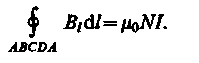 ∮ B_l dl = μ₀NI.
ABCDA